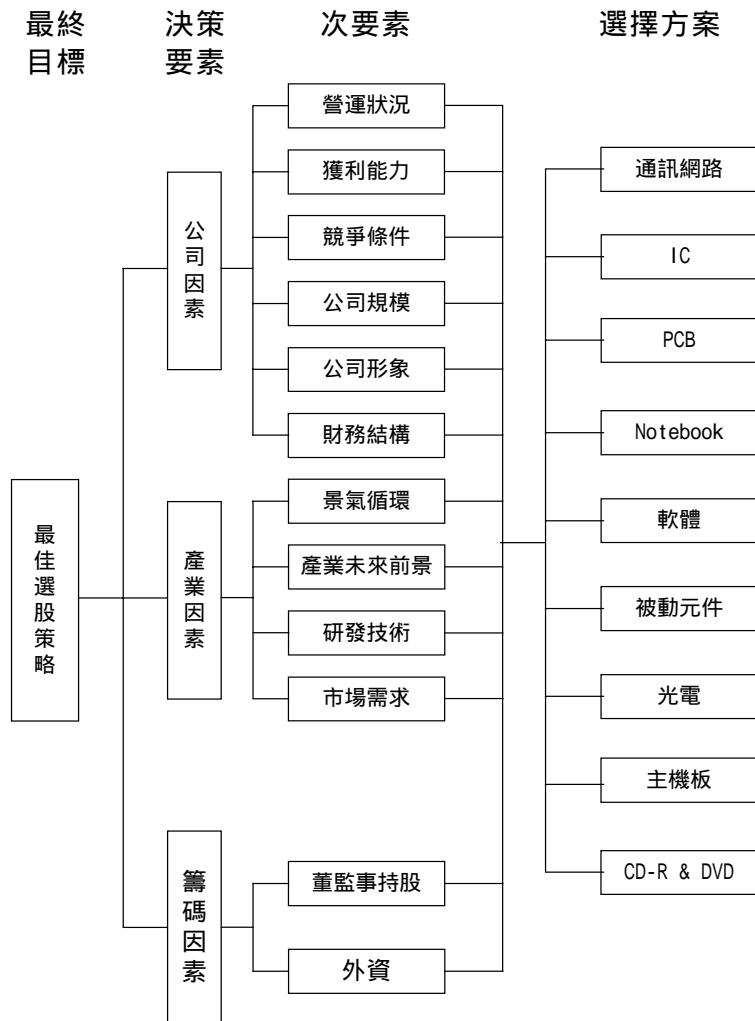 最終
目標
決策
要素
次要素
選擇方案
最佳選股策略
公司因素
營運狀況
獲利能力
競爭條件
公司規模
公司形象
財務結構
產業因素
景氣循環
產業未來前景
研發技術
市場需求
籌碼因素
董監事持股
外資
通訊網路
IC
PCB
Notebook
軟體
被動元件
光電
主機板
CD-R & DVD